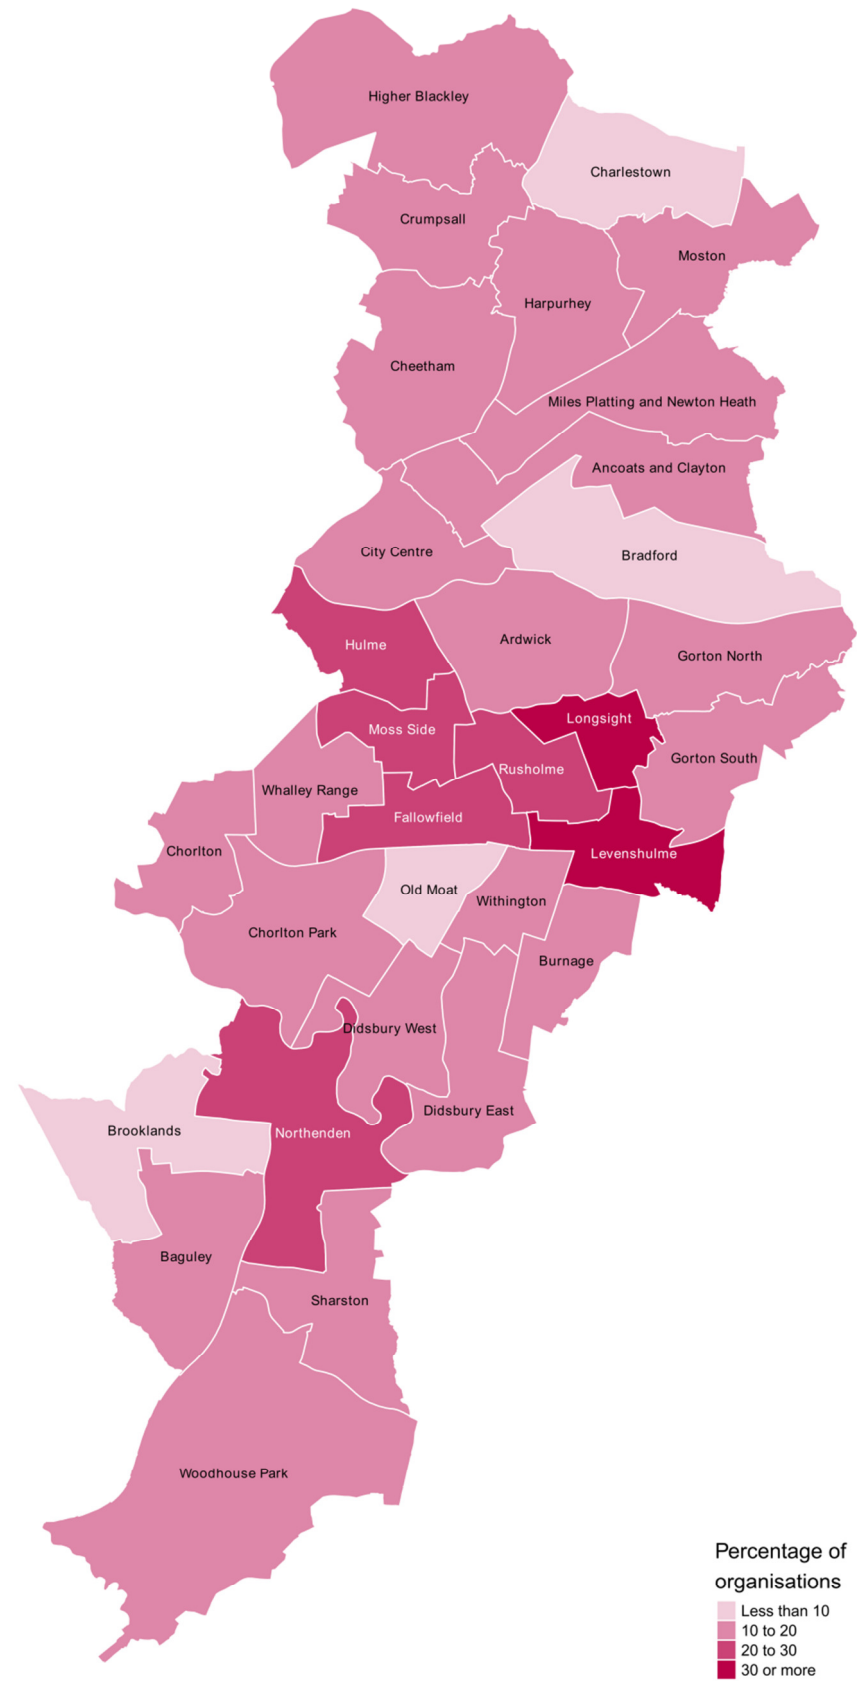 Higher Blackley
Charlestown
Crumpsall
Moston
Harpurhey
Cheetham
Miles Platting and Newton Heath
Ancoats and Clayton
City Centre
Bradford
Hulme
Ardwick
Gorton North
Longsight
Moss Side
Gorton South
Rusholme
Whalley Range
Fallowfield
Chorlton
Levenshulme
Old Moat
Withington
Chorlton Park
Burnage
Didsbury West
Didsbury East
Brooklands
Northenden
Baguley
Sharston
Woodhouse Park
Percentage of
organisations
Less than 10
10 to 20
20 to 30
30 or more